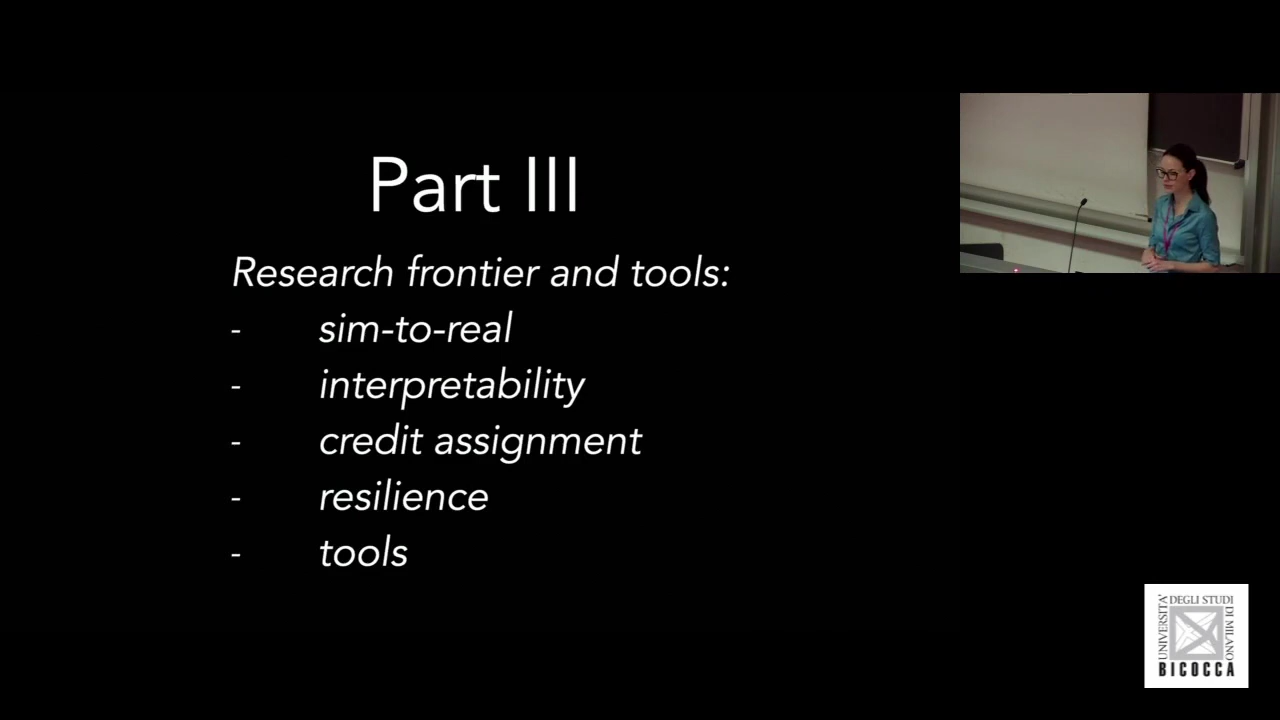 Part III
Research frontier and tools:
- sim-to-real
- interpretability
- credit assignment
- resilience
- tools
UNIVERSITA' DEGLI STUDI DI MILANO
BICOCCA